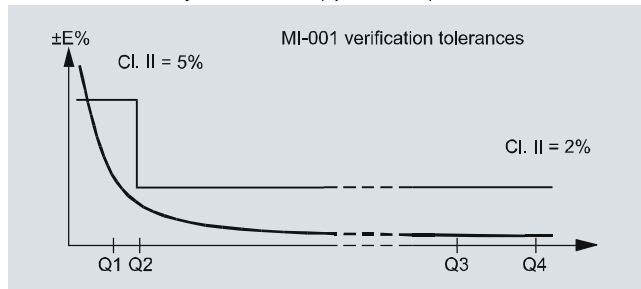 ±E%
MI-001 verification tolerances
Cl. II = 5%
Cl. II = 2%
Q1 Q2 Q3 Q4